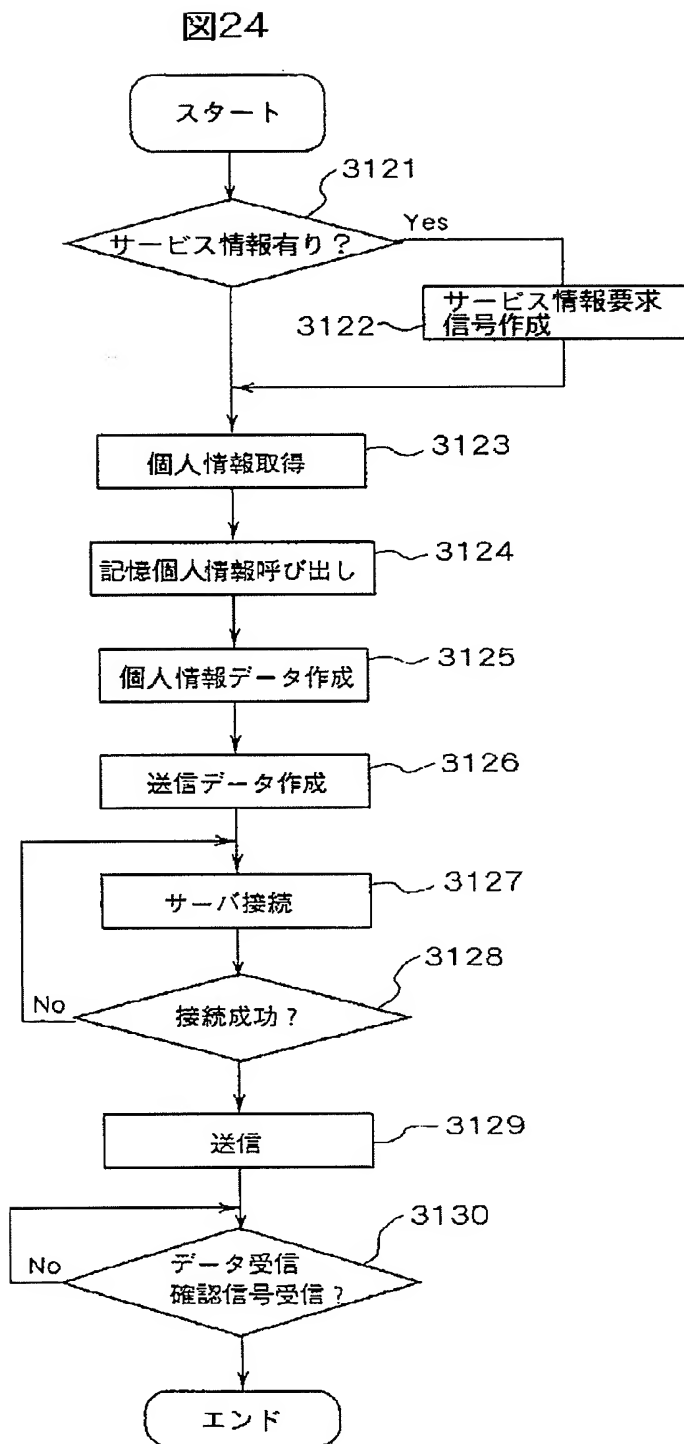 図24
スタート
3121
サービス情報有り？
Yes
サービス情報要求
信号作成
3122
個人情報取得
3123
記憶個人情報呼び出し
3124
個人情報データ作成
3125
送信データ作成
3126
サーバ接続
3127
接続成功？
3128
No
送信
3129
データ受信
確認信号受信？
3130
No
エンド